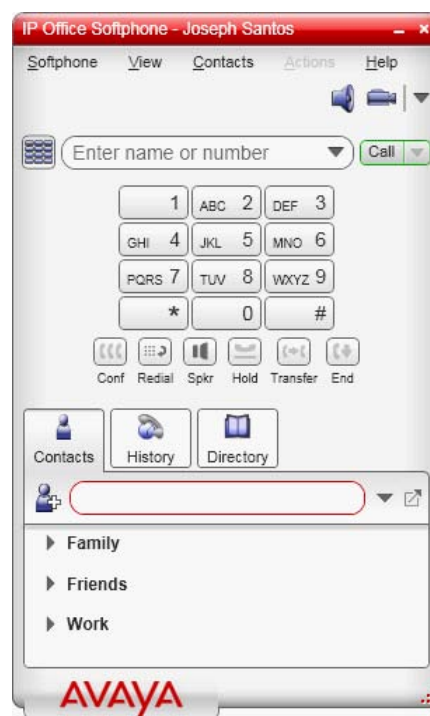 IP Office Softphone - Joseph Santos
Softphone View Contacts Actions Help
Enter name or number Call
1 ABC 2 DEF 3
GHI 4 JKL 5 MNO 6
PQRS 7 TUV 8 WXYZ 9
* 0 #
Conf Redial Spkr Hold Transfer End
Contacts History Directory
Family
Friends
Work
AVAYA